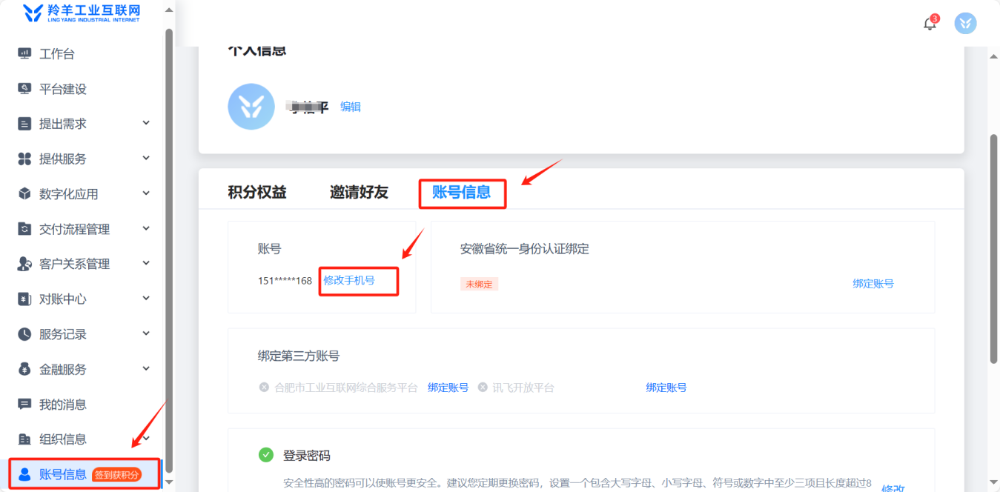 羚羊工业互联网
LINGYANG INDUSTRIAL INTERNET
3
工作台
平台建设
提出需求
提供服务
数字化应用
交付流程管理
客户关系管理
对账中心
服务记录
金融服务
我的消息
组织信息
账号信息 签到获积分
个人信息
平 编辑
积分权益 邀请好友 账号信息
账号
151*****168 修改手机号
安徽省统一身份认证绑定
未绑定 绑定账号
绑定第三方账号
合肥市工业互联网综合服务平台 绑定账号 讯飞开放平台 绑定账号
登录密码
安全性高的密码可以使账号更安全。建议您定期更换密码，设置一个包含大写字母、小写字母、符号或数字中至少三项目长度超过8 修改